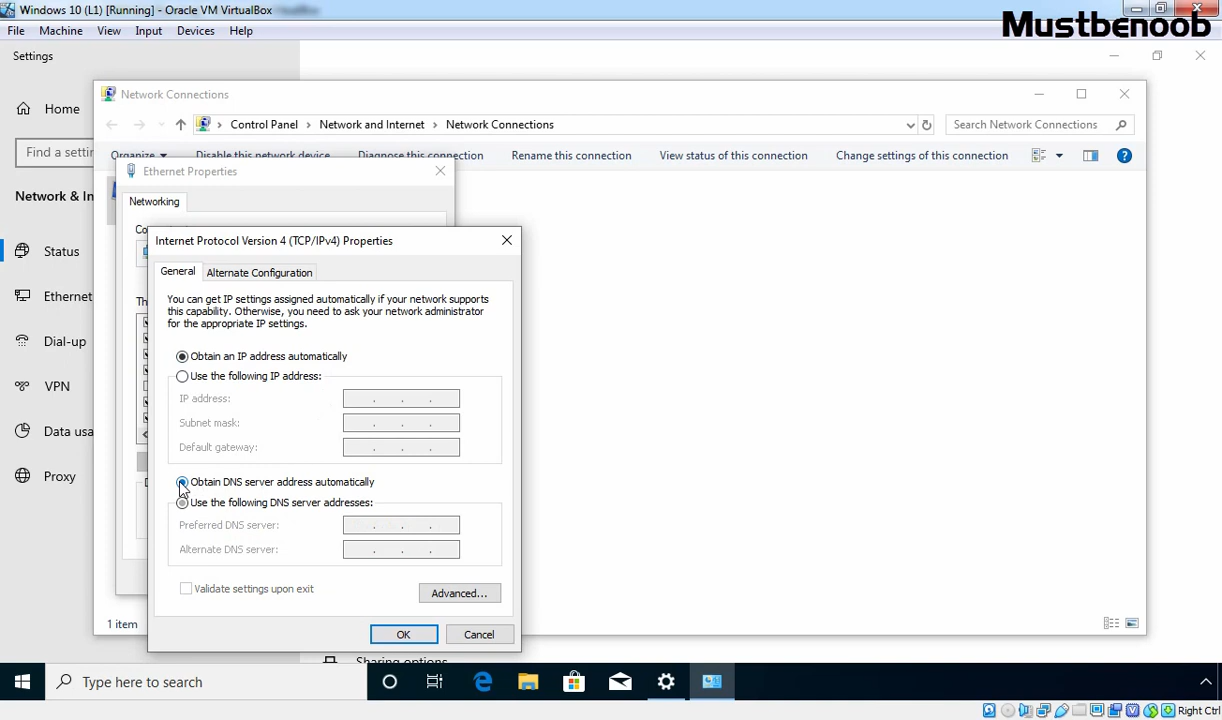 Windows 10 (L1) [Running] - Oracle VM VirtualBox
Mustbenoob
File Machine View Input Devices Help
Settings
Network Connections
Home
Control Panel > Network and Internet > Network Connections
Search Network Connections
Find a setti
Organize Disable this network device Diagnose this connection Rename this connection View status of this connection Change settings of this connection
Ethernet Properties
Network & In
Networking
Co
Internet Protocol Version 4 (TCP/IPv4) Properties
Status
General Alternate Configuration
Ethernet
Th
You can get IP settings assigned automatically if your network supports
this capability. Otherwise, you need to ask your network administrator
for the appropriate IP settings.
Dial-up
Obtain an IP address automatically
Use the following IP address:
VPN
IP address: . . .
Subnet mask: . . .
Data usa
Default gateway: . . .
Proxy
Obtain DNS server address automatically
Use the following DNS server addresses:
Preferred DNS server: . . .
Alternate DNS server: . . .
Validate settings upon exit
Advanced...
1 item
OK Cancel
Sharing options
Type here to search
Right Ctrl